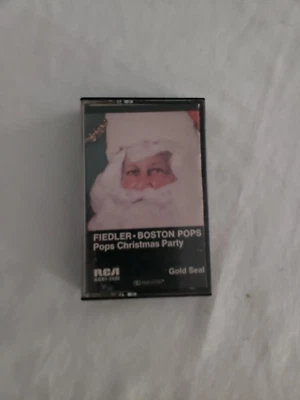 FIEDLER • BOSTON POPS
Pops Christmas Party
RCA
Gold Seal